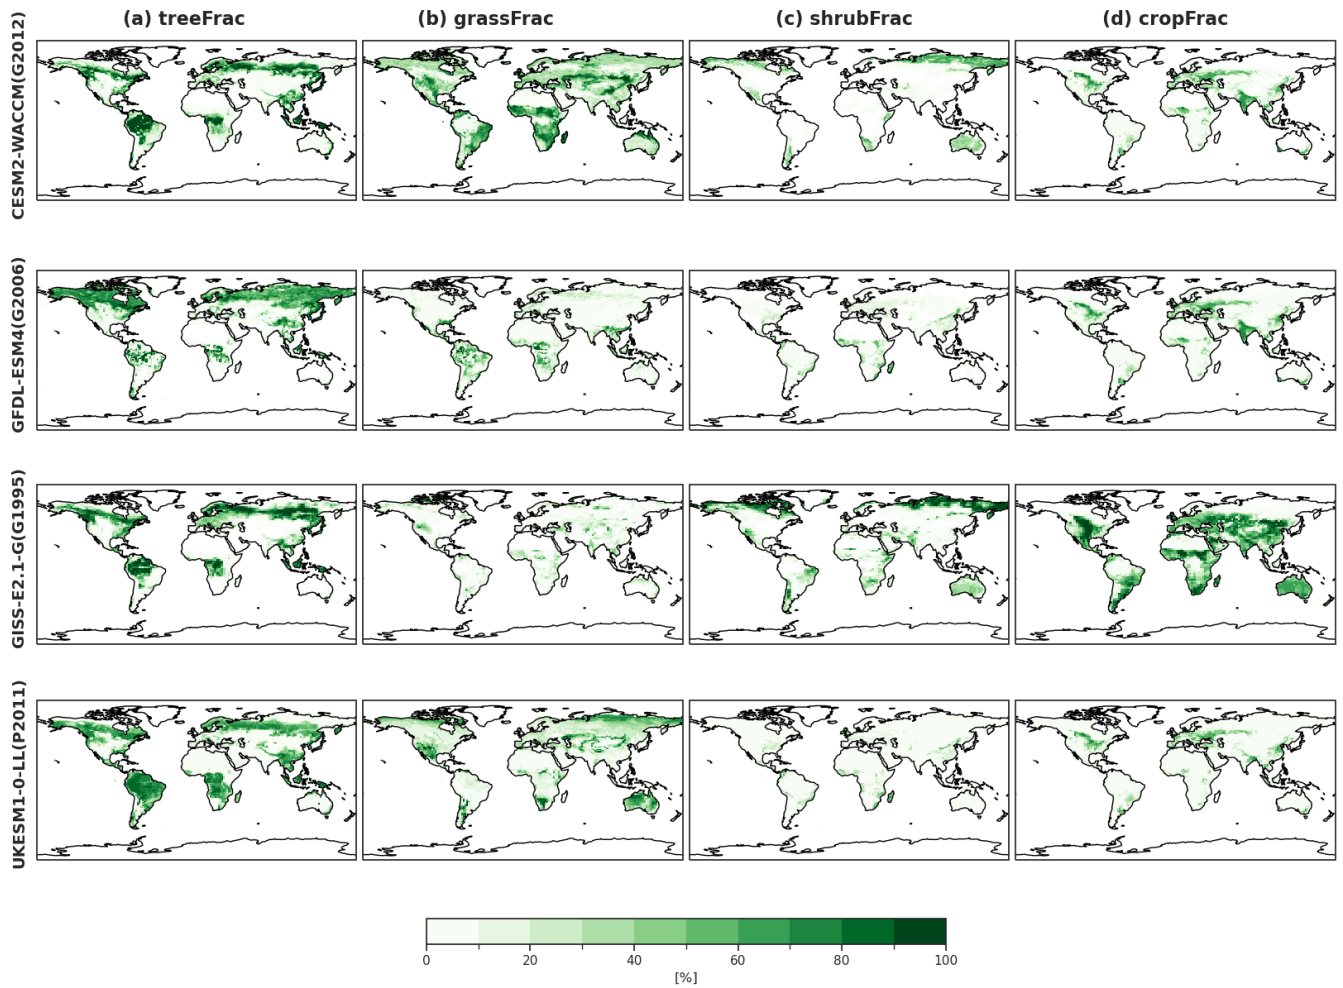 (a) treeFrac (b) grassFrac (c) shrubFrac (d) cropFrac
CESM2-WACCM(G2012)
GFDL-ESM4(G2006)
GISS-E2.1-G(G1995)
UKESM1-0-LL(P2011)
0 20 40 60 80 100
[%]